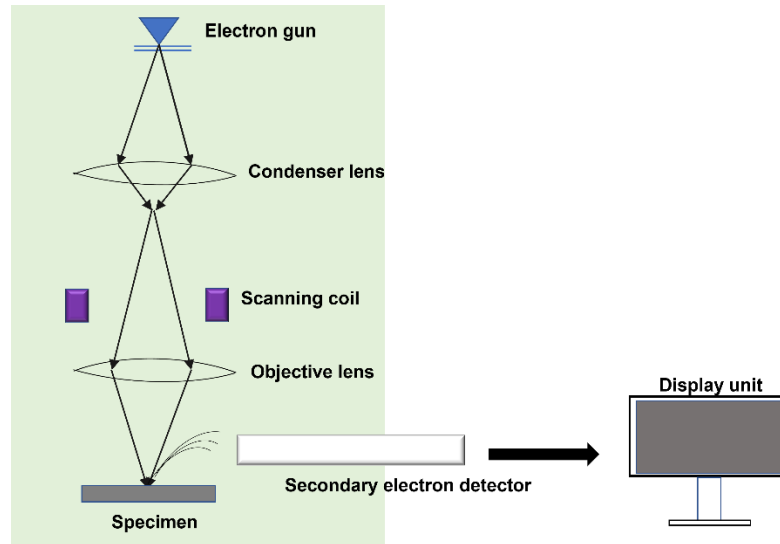 Electron gun
Condenser lens
Scanning coil
Objective lens
Display unit
Secondary electron detector
Specimen